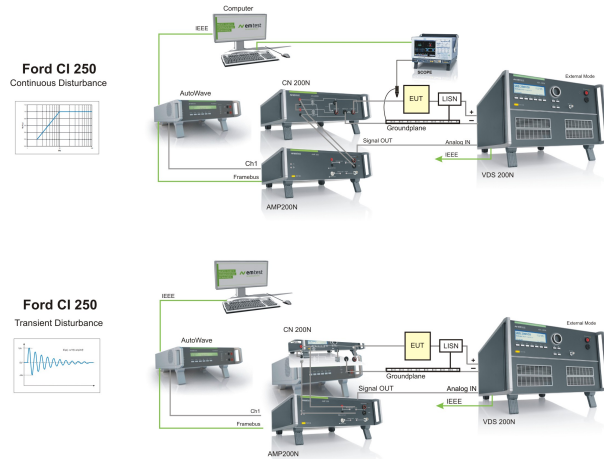 Computer
IEEE
emtest
Ford CI 250
Continuous Disturbance
AutoWave
CN 200N
SCOPE
External Mode
EUT
LISN
+
−
Groundplane
Signal OUT
Analog IN
Ch1
IEEE
Framebus
VDS 200N
AMP200N
emtest
IEEE
Ford CI 250
Transient Disturbance
CN 200N
AutoWave
External Mode
EUT
LISN
+
−
Groundplane
Signal OUT
Analog IN
IEEE
Ch1
VDS 200N
Framebus
AMP200N